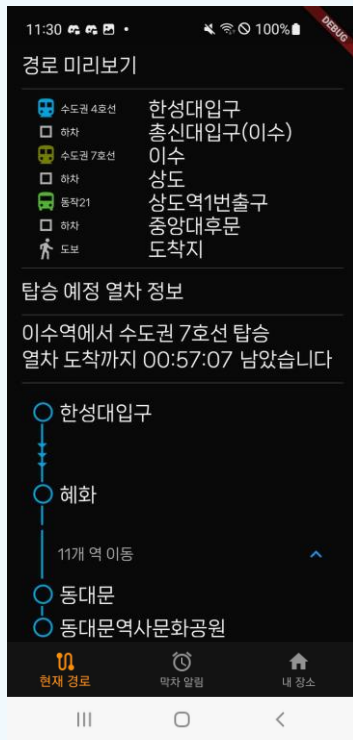 11:30
100%
DEBUG
경로 미리보기
수도권 4호선 한성대입구
하차 총신대입구(이수)
수도권 7호선 이수
하차 상도
동작21 상도역1번출구
하차 중앙대후문
도보 도착지
탑승 예정 열차 정보
이수역에서 수도권 7호선 탑승
열차 도착까지 00:57:07 남았습니다
한성대입구
혜화
11개 역 이동
동대문
동대문역사문화공원
현재 경로 막차 알림 내 장소